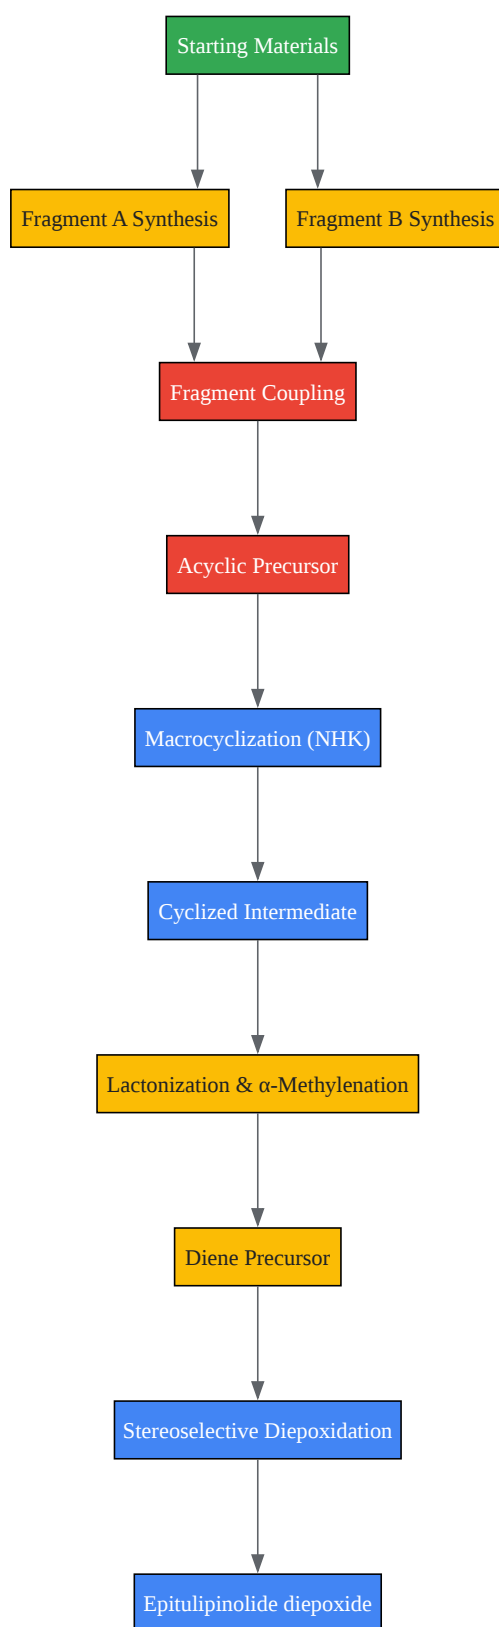 Starting Materials
Fragment A Synthesis
Fragment B Synthesis
Fragment Coupling
Acyclic Precursor
Macrocyclization (NHK)
Cyclized Intermediate
Lactonization & α-Methylenation
Diene Precursor
Stereoselective Diepoxidation
Epitulipinolide diepoxide